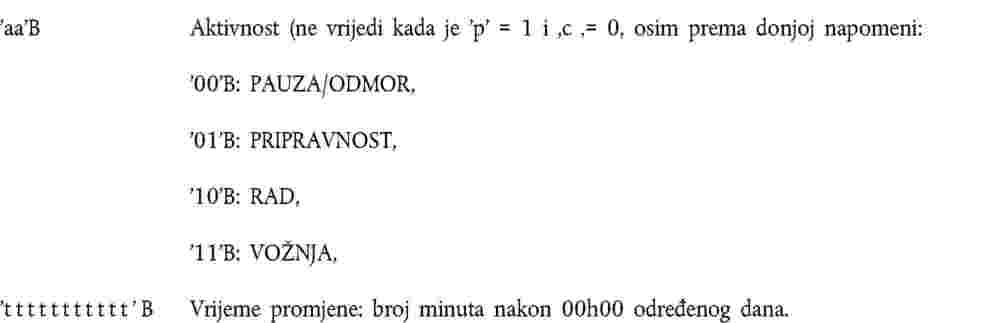 'aa'B Aktivnost (ne vrijedi kada je 'p' = 1 i ,c ,= 0, osim prema donjoj napomeni:
'00'B: PAUZA/ODMOR,
'01'B: PRIPRAVNOST,
'10'B: RAD,
'11'B: VOŽNJA,
'ttttttttttt'B Vrijeme promjene: broj minuta nakon 00h00 određenog dana.